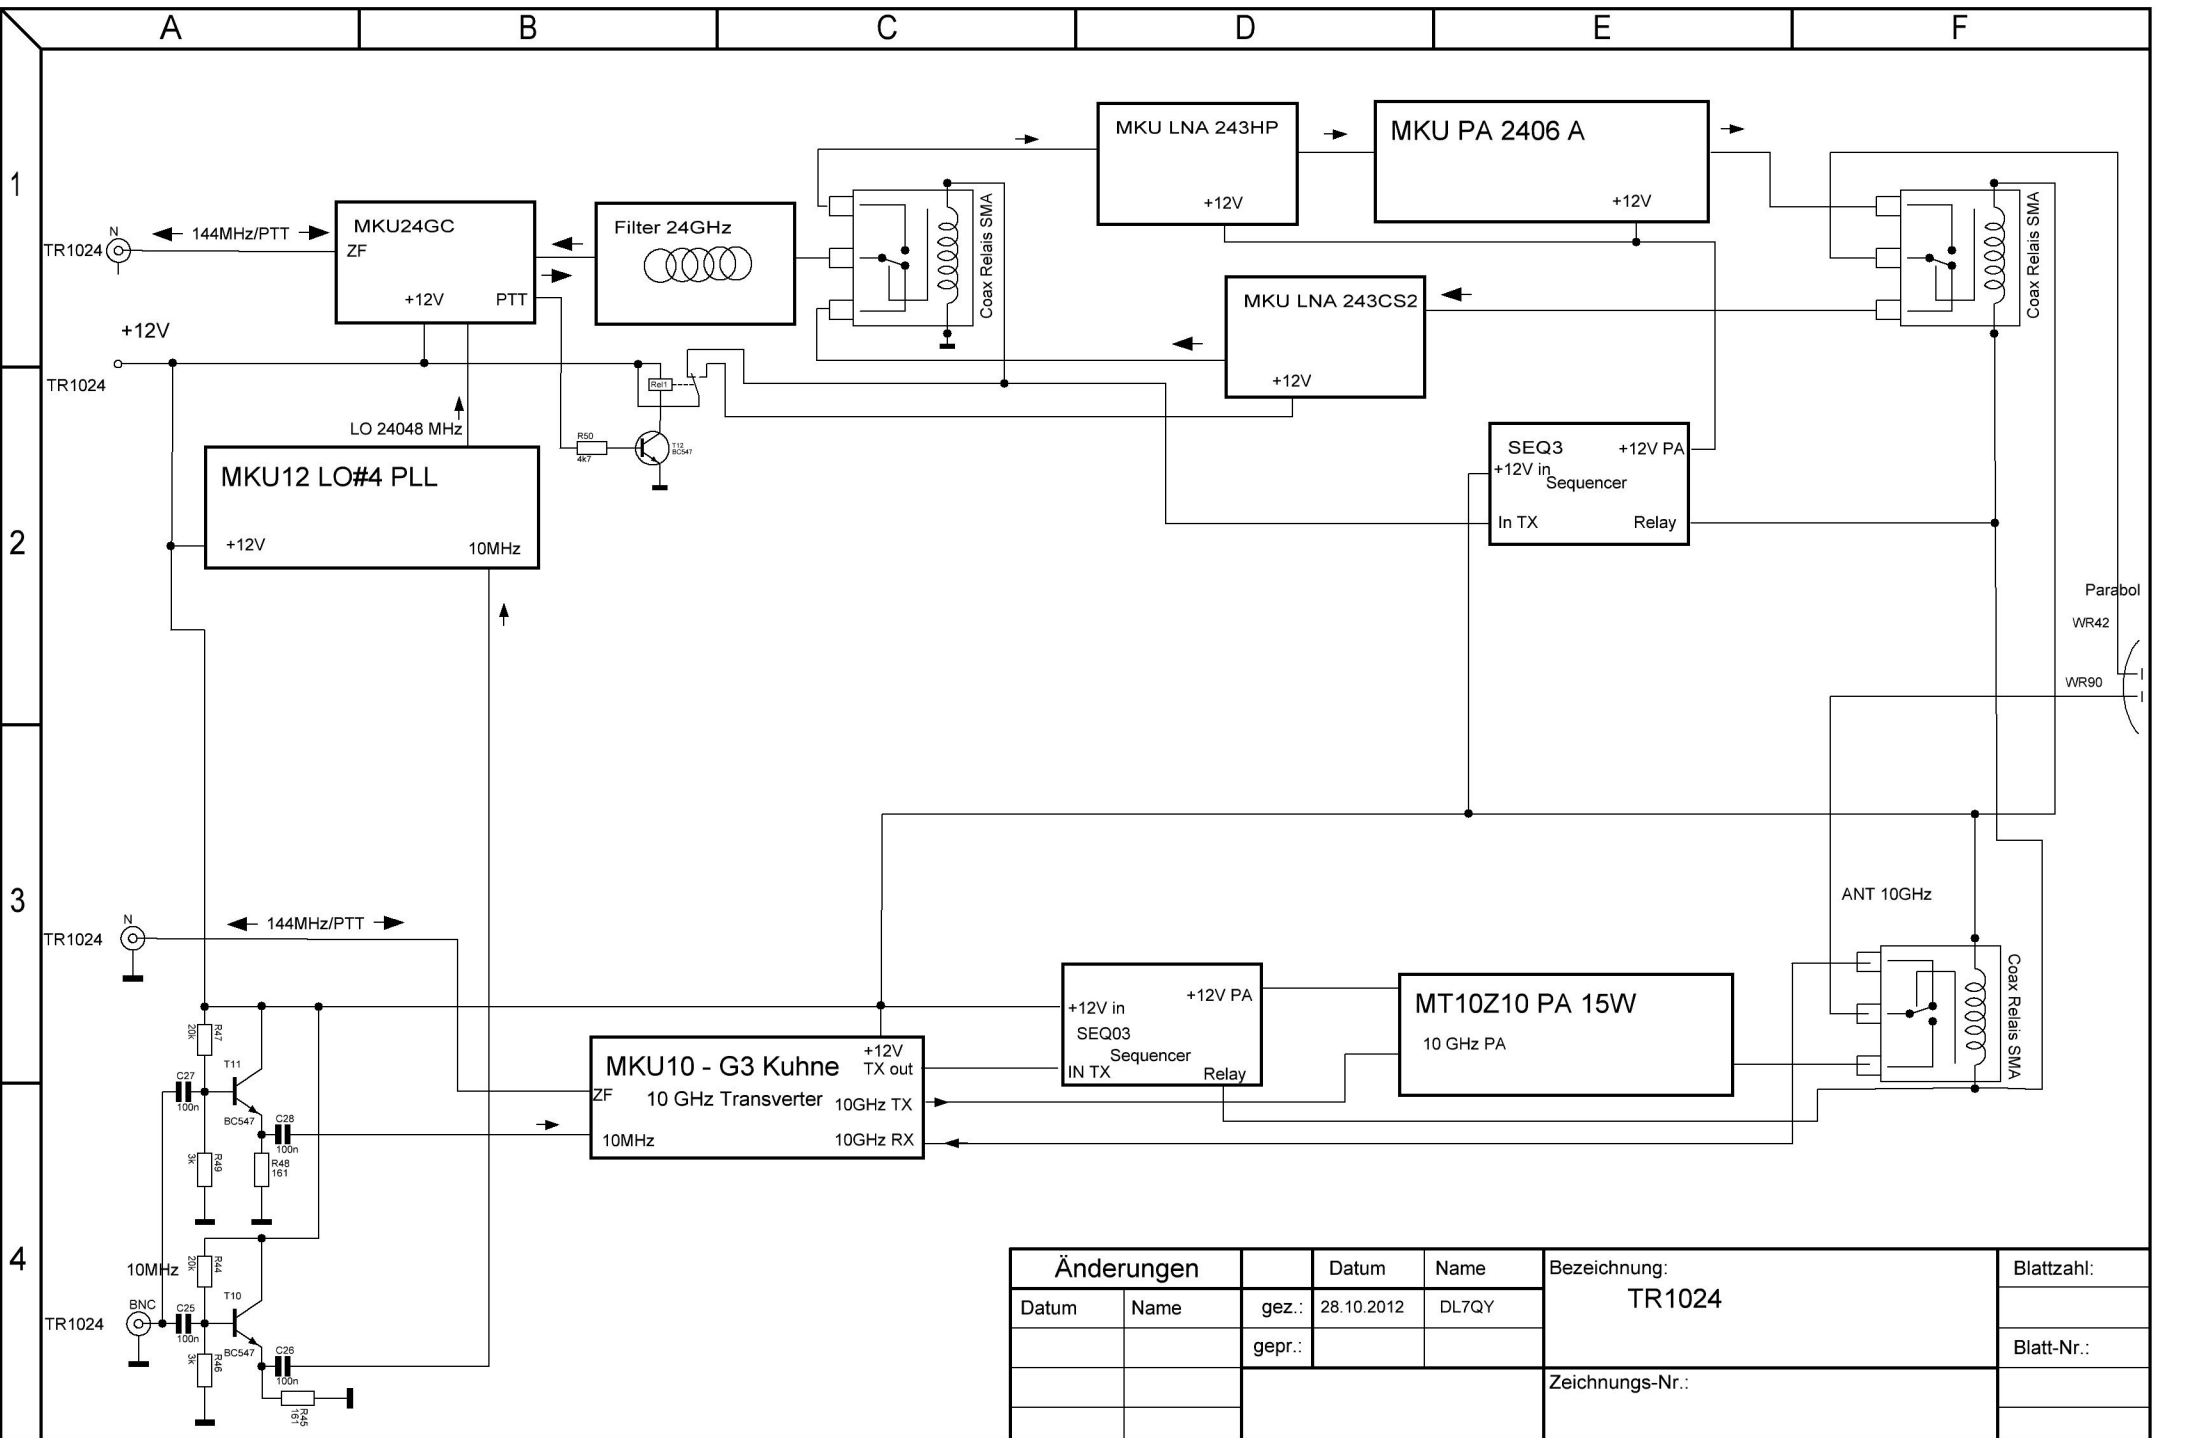 A B C D E F
1
MKU LNA 243HP
+12V
MKU PA 2406 A
+12V
TR1024
N
144MHz/PTT
MKU24GC
ZF
+12V
PTT
Filter 24GHz
Coax Relais SMA
Coax Relais SMA
MKU LNA 243CS2
+12V
+12V
TR1024
Rel1
LO 24048 MHz
R50
4k7
T12
BC547
2
MKU12 LO#4 PLL
+12V
10MHz
SEQ3
+12V PA
+12V in
Sequencer
In TX
Relay
Parabol
WR42
WR90
3
ANT 10GHz
N
144MHz/PTT
TR1024
+12V in
+12V PA
SEQ03
Sequencer
IN TX
Relay
MT10Z10 PA 15W
10 GHz PA
Coax Relais SMA
R47
20k
T11
C27
100n
BC547
C28
100n
R49
3k
R48
161
MKU10 - G3 Kuhne
+12V
TX out
ZF
10 GHz Transverter
10GHz TX
10MHz
10GHz RX
4
10MHz
R44
20k
T10
BNC
TR1024
C25
100n
BC547
C26
100n
R46
3k
R45
161
Änderungen
Datum
Name
Bezeichnung:
Blattzahl:
Datum
Name
gez.:
28.10.2012
DL7QY
TR1024
gepr.:
Blatt-Nr.:
Zeichnungs-Nr.: